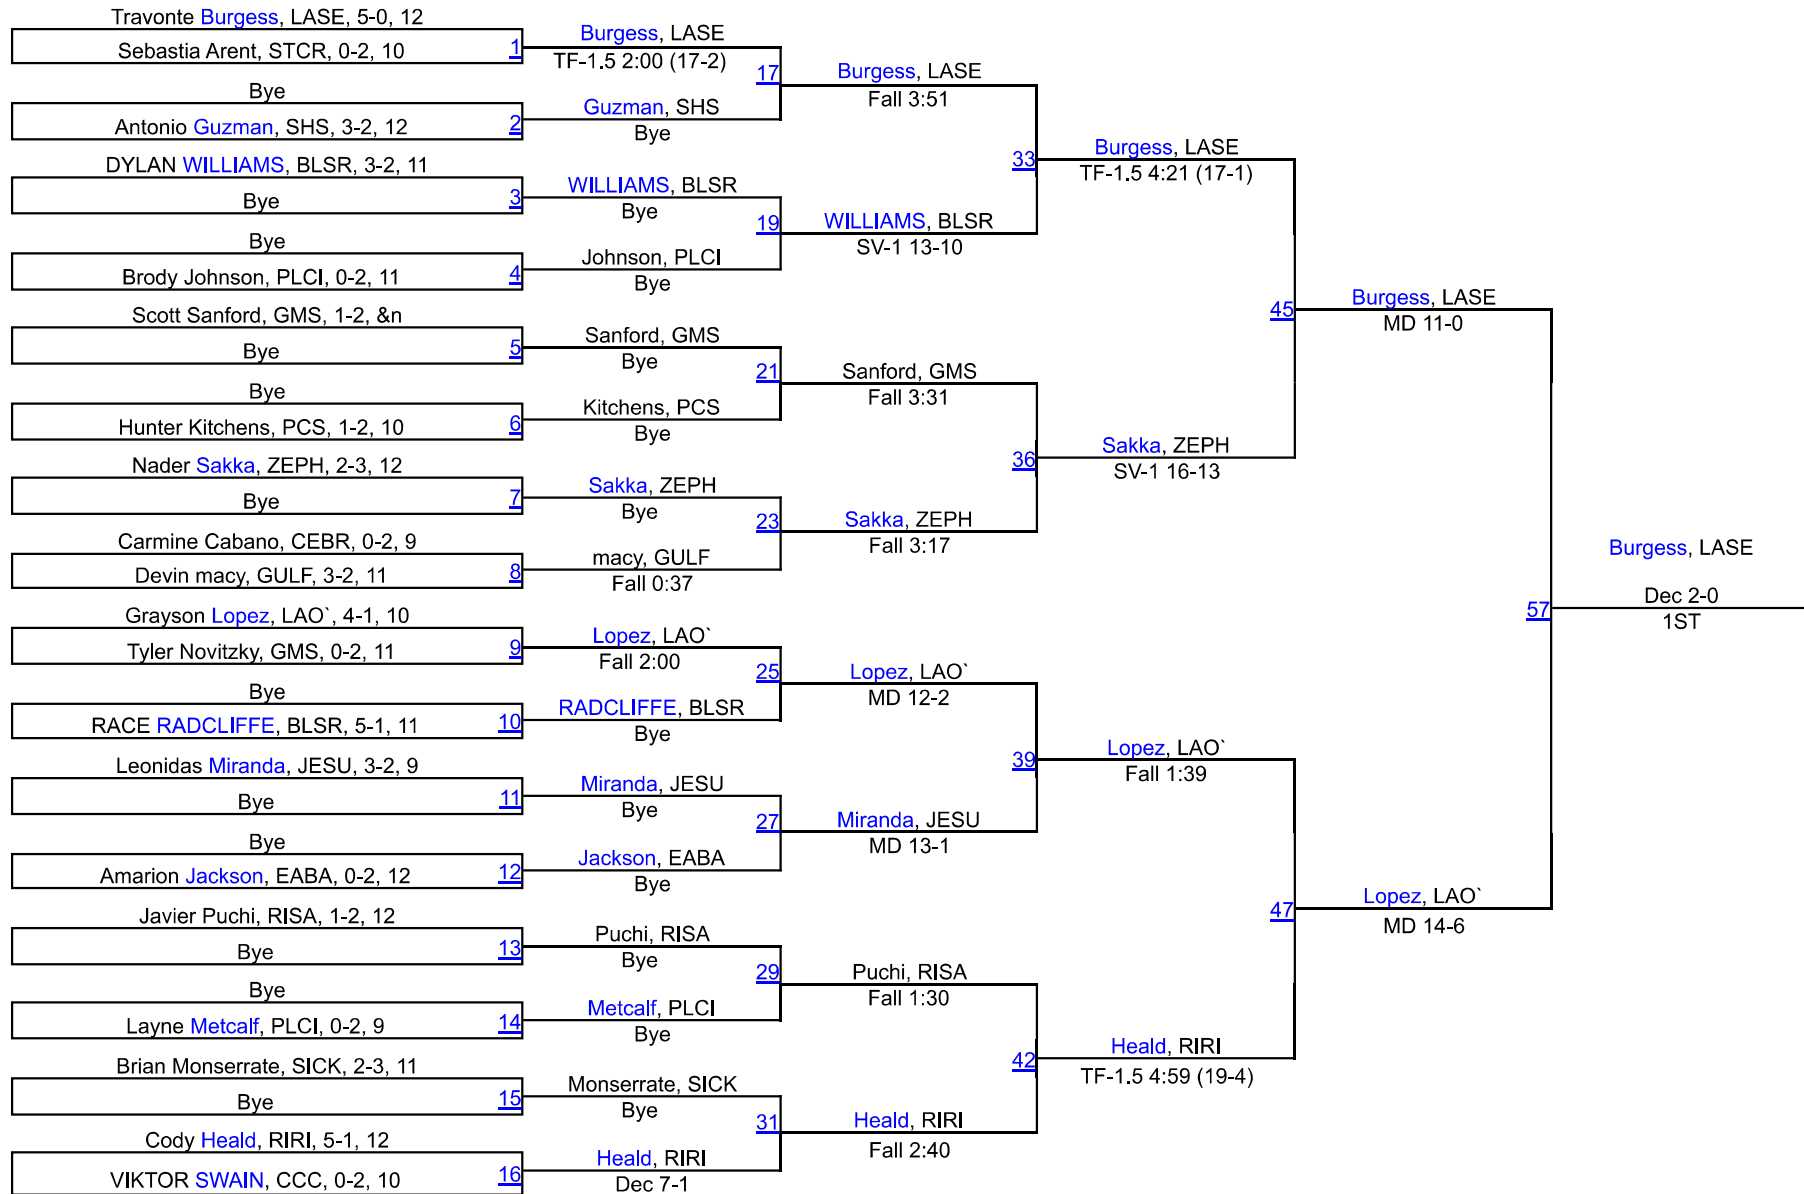 Travonte Burgess, LASE, 5-0, 12
Sebastia Arent, STCR, 0-2, 10
1
Bye
Antonio Guzman, SHS, 3-2, 12
2
DYLAN WILLIAMS, BLSR, 3-2, 11
Bye
3
Bye
Brody Johnson, PLCI, 0-2, 11
4
Scott Sanford, GMS, 1-2, &n
Bye
5
Bye
Hunter Kitchens, PCS, 1-2, 10
6
Nader Sakka, ZEPH, 2-3, 12
Bye
7
Carmine Cabano, CEBR, 0-2, 9
Devin macy, GULF, 3-2, 11
8
Grayson Lopez, LAO`, 4-1, 10
Tyler Novitzky, GMS, 0-2, 11
9
Bye
RACE RADCLIFFE, BLSR, 5-1, 11
10
Leonidas Miranda, JESU, 3-2, 9
Bye
11
Bye
Amarion Jackson, EABA, 0-2, 12
12
Javier Puchi, RISA, 1-2, 12
Bye
13
Bye
Layne Metcalf, PLCI, 0-2, 9
14
Brian Monserrate, SICK, 2-3, 11
Bye
15
Cody Heald, RIRI, 5-1, 12
VIKTOR SWAIN, CCC, 0-2, 10
16
Burgess, LASE
TF-1.5 2:00 (17-2)
17
Guzman, SHS
Bye
WILLIAMS, BLSR
Bye
19
Johnson, PLCI
Bye
Sanford, GMS
Bye
21
Kitchens, PCS
Bye
Sakka, ZEPH
Bye
23
macy, GULF
Fall 0:37
Lopez, LAO`
Fall 2:00
25
RADCLIFFE, BLSR
Bye
Miranda, JESU
Bye
27
Jackson, EABA
Bye
Puchi, RISA
Bye
29
Metcalf, PLCI
Bye
Monserrate, SICK
Bye
31
Heald, RIRI
Dec 7-1
Burgess, LASE
Fall 3:51
33
WILLIAMS, BLSR
SV-1 13-10
Sanford, GMS
Fall 3:31
36
Sakka, ZEPH
Fall 3:17
Lopez, LAO`
MD 12-2
39
Miranda, JESU
MD 13-1
Puchi, RISA
Fall 1:30
42
Heald, RIRI
Fall 2:40
Burgess, LASE
TF-1.5 4:21 (17-1)
45
Sakka, ZEPH
SV-1 16-13
Lopez, LAO`
Fall 1:39
47
Heald, RIRI
TF-1.5 4:59 (19-4)
Burgess, LASE
MD 11-0
57
Lopez, LAO`
MD 14-6
Burgess, LASE
Dec 2-0
1ST